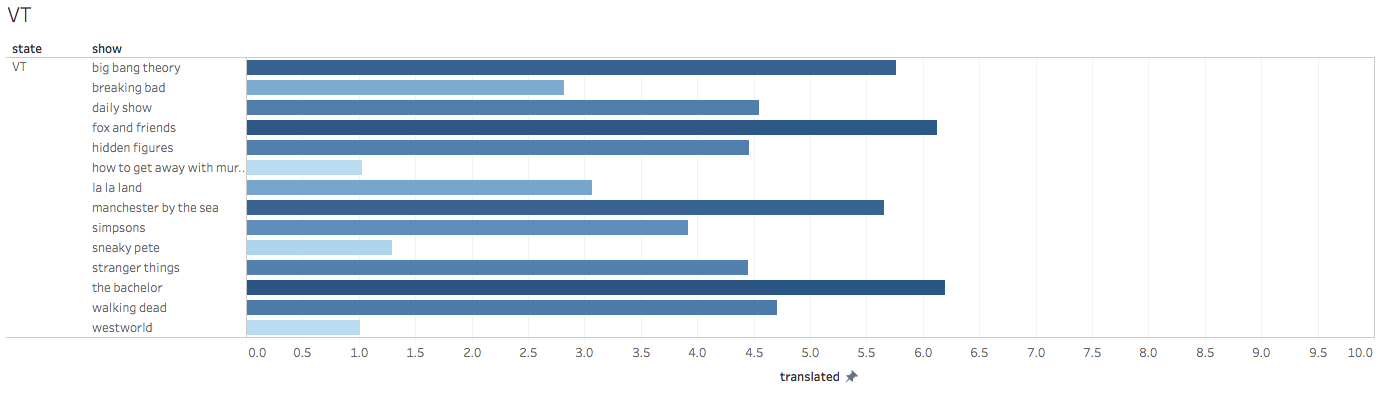 VT
state show
VT big bang theory
breaking bad
daily show
fox and friends
hidden figures
how to get away with mur..
la la land
manchester by the sea
simpsons
sneaky pete
stranger things
the bachelor
walking dead
westworld
0.0 0.5 1.0 1.5 2.0 2.5 3.0 3.5 4.0 4.5 5.0 5.5 6.0 6.5 7.0 7.5 8.0 8.5 9.0 9.5 10.0
translated